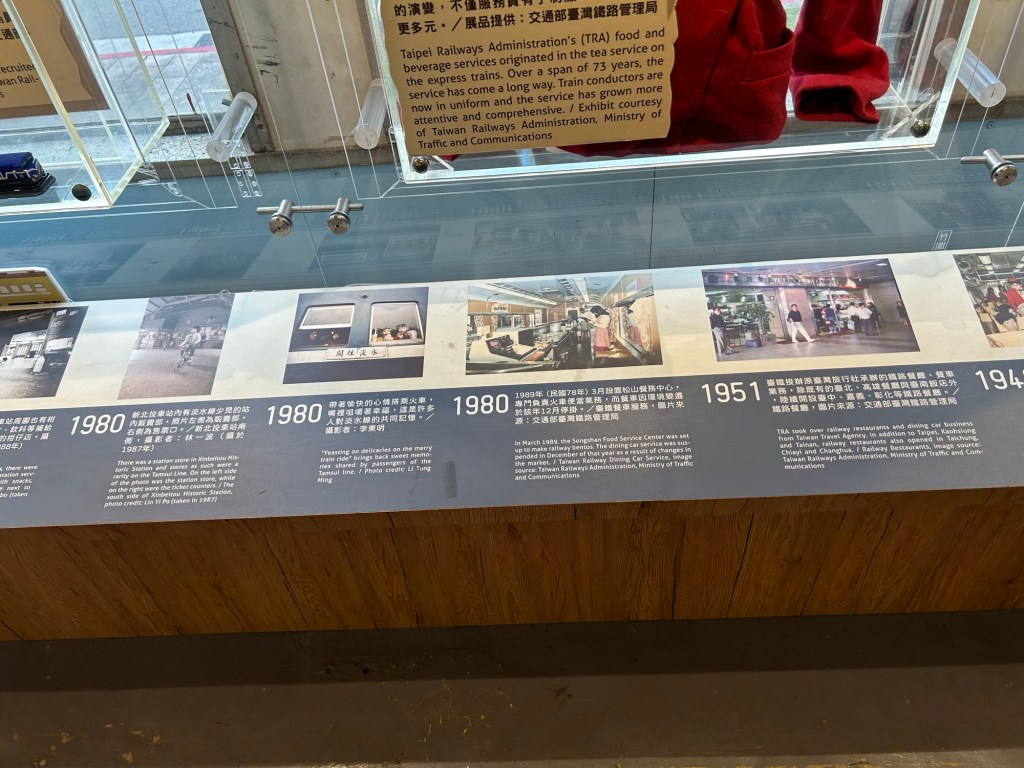 的演變，不僅服務員有了制服
更多元。／展品提供：交通部臺灣鐵路管理局
Taipei Railways Administration's (TRA) food and
beverage services originated in the tea service on
the express trains. Over a span of 73 years, the
service has come a long way. Train conductors are
now in uniform and the service has grown more
attentive and comprehensive. / Exhibit courtesy
of Taiwan Railways Administration, Ministry of
Traffic and Communications
recruited
wan Rail-
1980
新北投車站內有淡水線少見的站
內販賣部，照片左側為販賣部，
右側為售票口。／新北投車站南
側，攝影者：林一波（攝於
1987年）
There was a station store in Xinbeitou His-
toric Station and stores as such were a
rarity on the Tamsui Line. On the left side
of the photo was the station store, while
on the right were the ticket counters. / The
south side of Xinbeitou Historic Station,
photo credit: Lin Yi Po (taken in 1987)
開往淡水
1980
帶著愉快的心情搭乘火車，
嘴裡咀嚼著幸福，這是許多
人對淡水線的共同記憶。／
攝影者：李東明
"Feasting on delicacies on the merry
train ride" brings back sweet memo-
ries shared by passengers of the
Tamsui line. / Photo credit: Li Tung
Ming
1980
1989年（民國78年）3月設置松山餐務中心，
專門負責火車便當業務，而餐車因環境變遷
於該年12月停掛。／臺鐵餐車服務，圖片來
源：交通部臺灣鐵路管理局
In March 1989, the Songshan Food Service Center was set
up to make railway bentos. The dining car service was sus-
pended in December of that year as a result of changes in
the market. / Taiwan Railway Dining Car Service, image
source: Taiwan Railways Administration, Ministry of Traffic
and Communications
1951
臺鐵接辦原臺灣旅行社承辦的鐵路餐廳、餐車
業務，除既有的臺北、高雄餐廳與臺南飯店外
，陸續開設臺中、嘉義、彰化等鐵路餐廳。／
鐵路餐廳，圖片來源：交通部臺灣鐵路管理局
TRA took over railway restaurants and dining car business
from Taiwan Travel Agency. In addition to Taipei, Kaohsiung
and Tainan, railway restaurants also opened in Taichung,
Chiayi and Changhua. / Railway Restaurant, image source:
Taiwan Railways Administration, Ministry of Traffic and Com-
munications